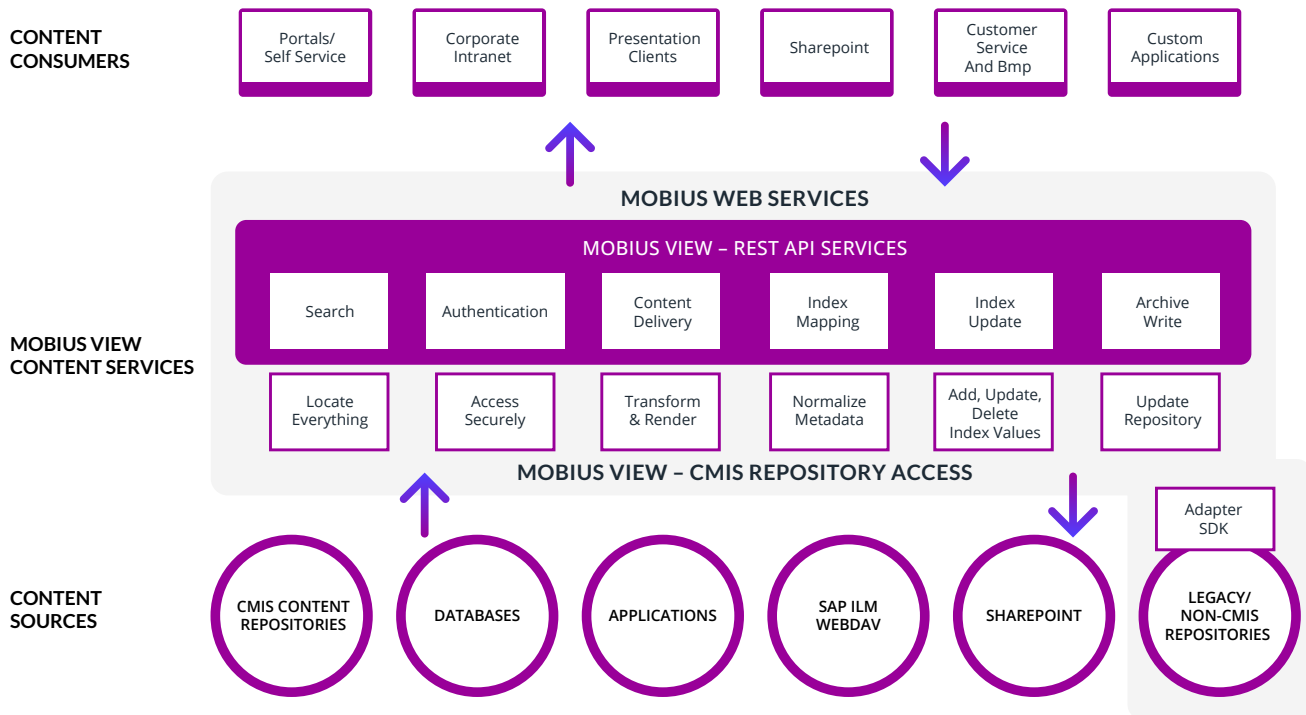 CONTENT
CONSUMERS
Portals/
Self Service
Corporate
Intranet
Presentation
Clients
Sharepoint
Customer
Service
And Bmp
Custom
Applications
MOBIUS VIEW
CONTENT SERVICES
MOBIUS WEB SERVICES
MOBIUS VIEW – REST API SERVICES
Search
Authentication
Content
Delivery
Index
Mapping
Index
Update
Archive
Write
Locate
Everything
Access
Securely
Transform
& Render
Normalize
Metadata
Add, Update,
Delete
Index Values
Update
Repository
MOBIUS VIEW – CMIS REPOSITORY ACCESS
Adapter
SDK
CONTENT
SOURCES
CMIS CONTENT
REPOSITORIES
DATABASES
APPLICATIONS
SAP ILM
WEBDAV
SHAREPOINT
LEGACY/
NON-CMIS
REPOSITORIES